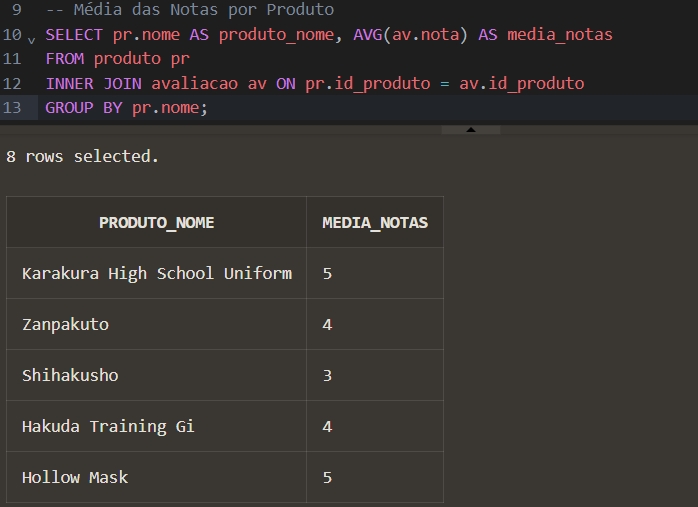 9 -- Média das Notas por Produto
10 SELECT pr.nome AS produto_nome, AVG(av.nota) AS media_notas
11 FROM produto pr
12 INNER JOIN avaliacao av ON pr.id_produto = av.id_produto
13 GROUP BY pr.nome;
8 rows selected.
PRODUTO_NOME MEDIA_NOTAS
Karakura High School Uniform 5
Zanpakuto 4
Shihakusho 3
Hakuda Training Gi 4
Hollow Mask 5